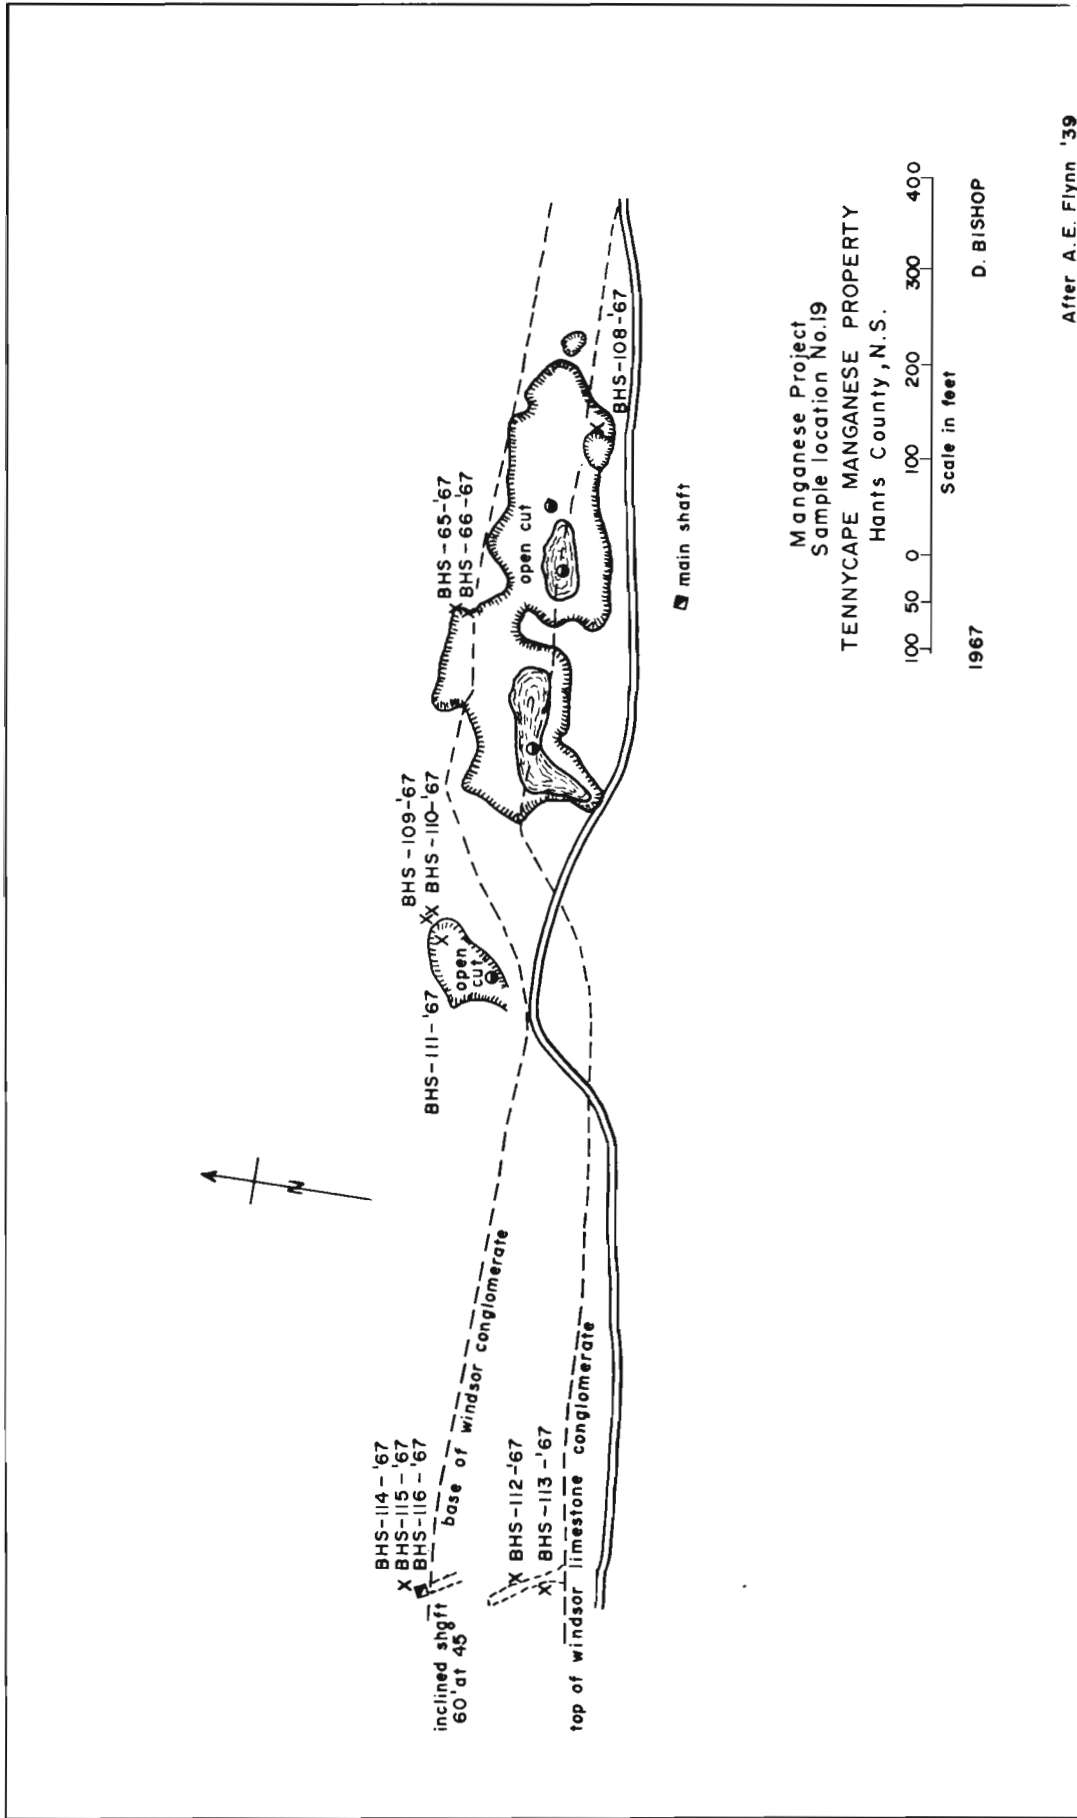 BHS-114-'67
BHS-115-'67
BHS-116-'67
inclined shaft
60' at 45°
base of windsor conglomerate
BHS-112-'67
BHS-113-'67
top of windsor limestone conglomerate
N
BHS-111-'67
open
cut
BHS-109-'67
BHS-110-'67
BHS-65-'67
BHS-66-'67
open cut
BHS-108-'67
main shaft
Manganese Project
Sample location No.19
TENNYCAPE MANGANESE PROPERTY
Hants County, N.S.
100 50 0 100 200 300 400
Scale in feet
1967 D. BISHOP
After A.E. Flynn '39